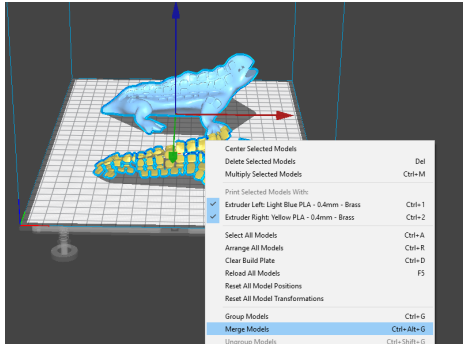 Center Selected Models
Delete Selected Models Del
Multiply Selected Models Ctrl+M
Print Selected Models With:
Extruder Left: Light Blue PLA - 0.4mm - Brass Ctrl+1
Extruder Right: Yellow PLA - 0.4mm - Brass Ctrl+2
Select All Models Ctrl+A
Arrange All Models Ctrl+R
Clear Build Plate Ctrl+D
Reload All Models F5
Reset All Model Positions
Reset All Model Transformations
Group Models Ctrl+G
Merge Models Ctrl+Alt+G
Ungroup Models Ctrl+Shift+G